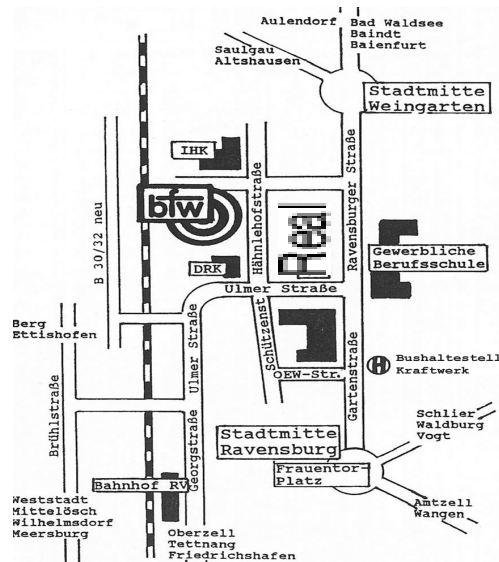 Aulendorf
Bad Waldsee
Baindt
Baienfurt
Saulgau
Altshausen
Stadtmitte
Weingarten
IHK
bfw
B 30/32 neu
Hähnlehofstraße
Real
Ravensburger Straße
Gewerbliche
Berufsschule
DRK
Ulmer Straße
Berg
Ettishofen
Ulmer Straße
Schützenst
OEW-Str.
Gartenstraße
H
Bushaltestell
Kraftwerk
Brühlstraße
Georgstraße
Stadtmitte
Ravensburg
Schlier
Waldburg
Vogt
Frauentor-
Platz
Bahnhof RV
Weststadt
Mittelösch
Wilhelmsdorf
Meersburg
Amtzell
Wangen
Oberzell
Tettnang
Friedrichshafen